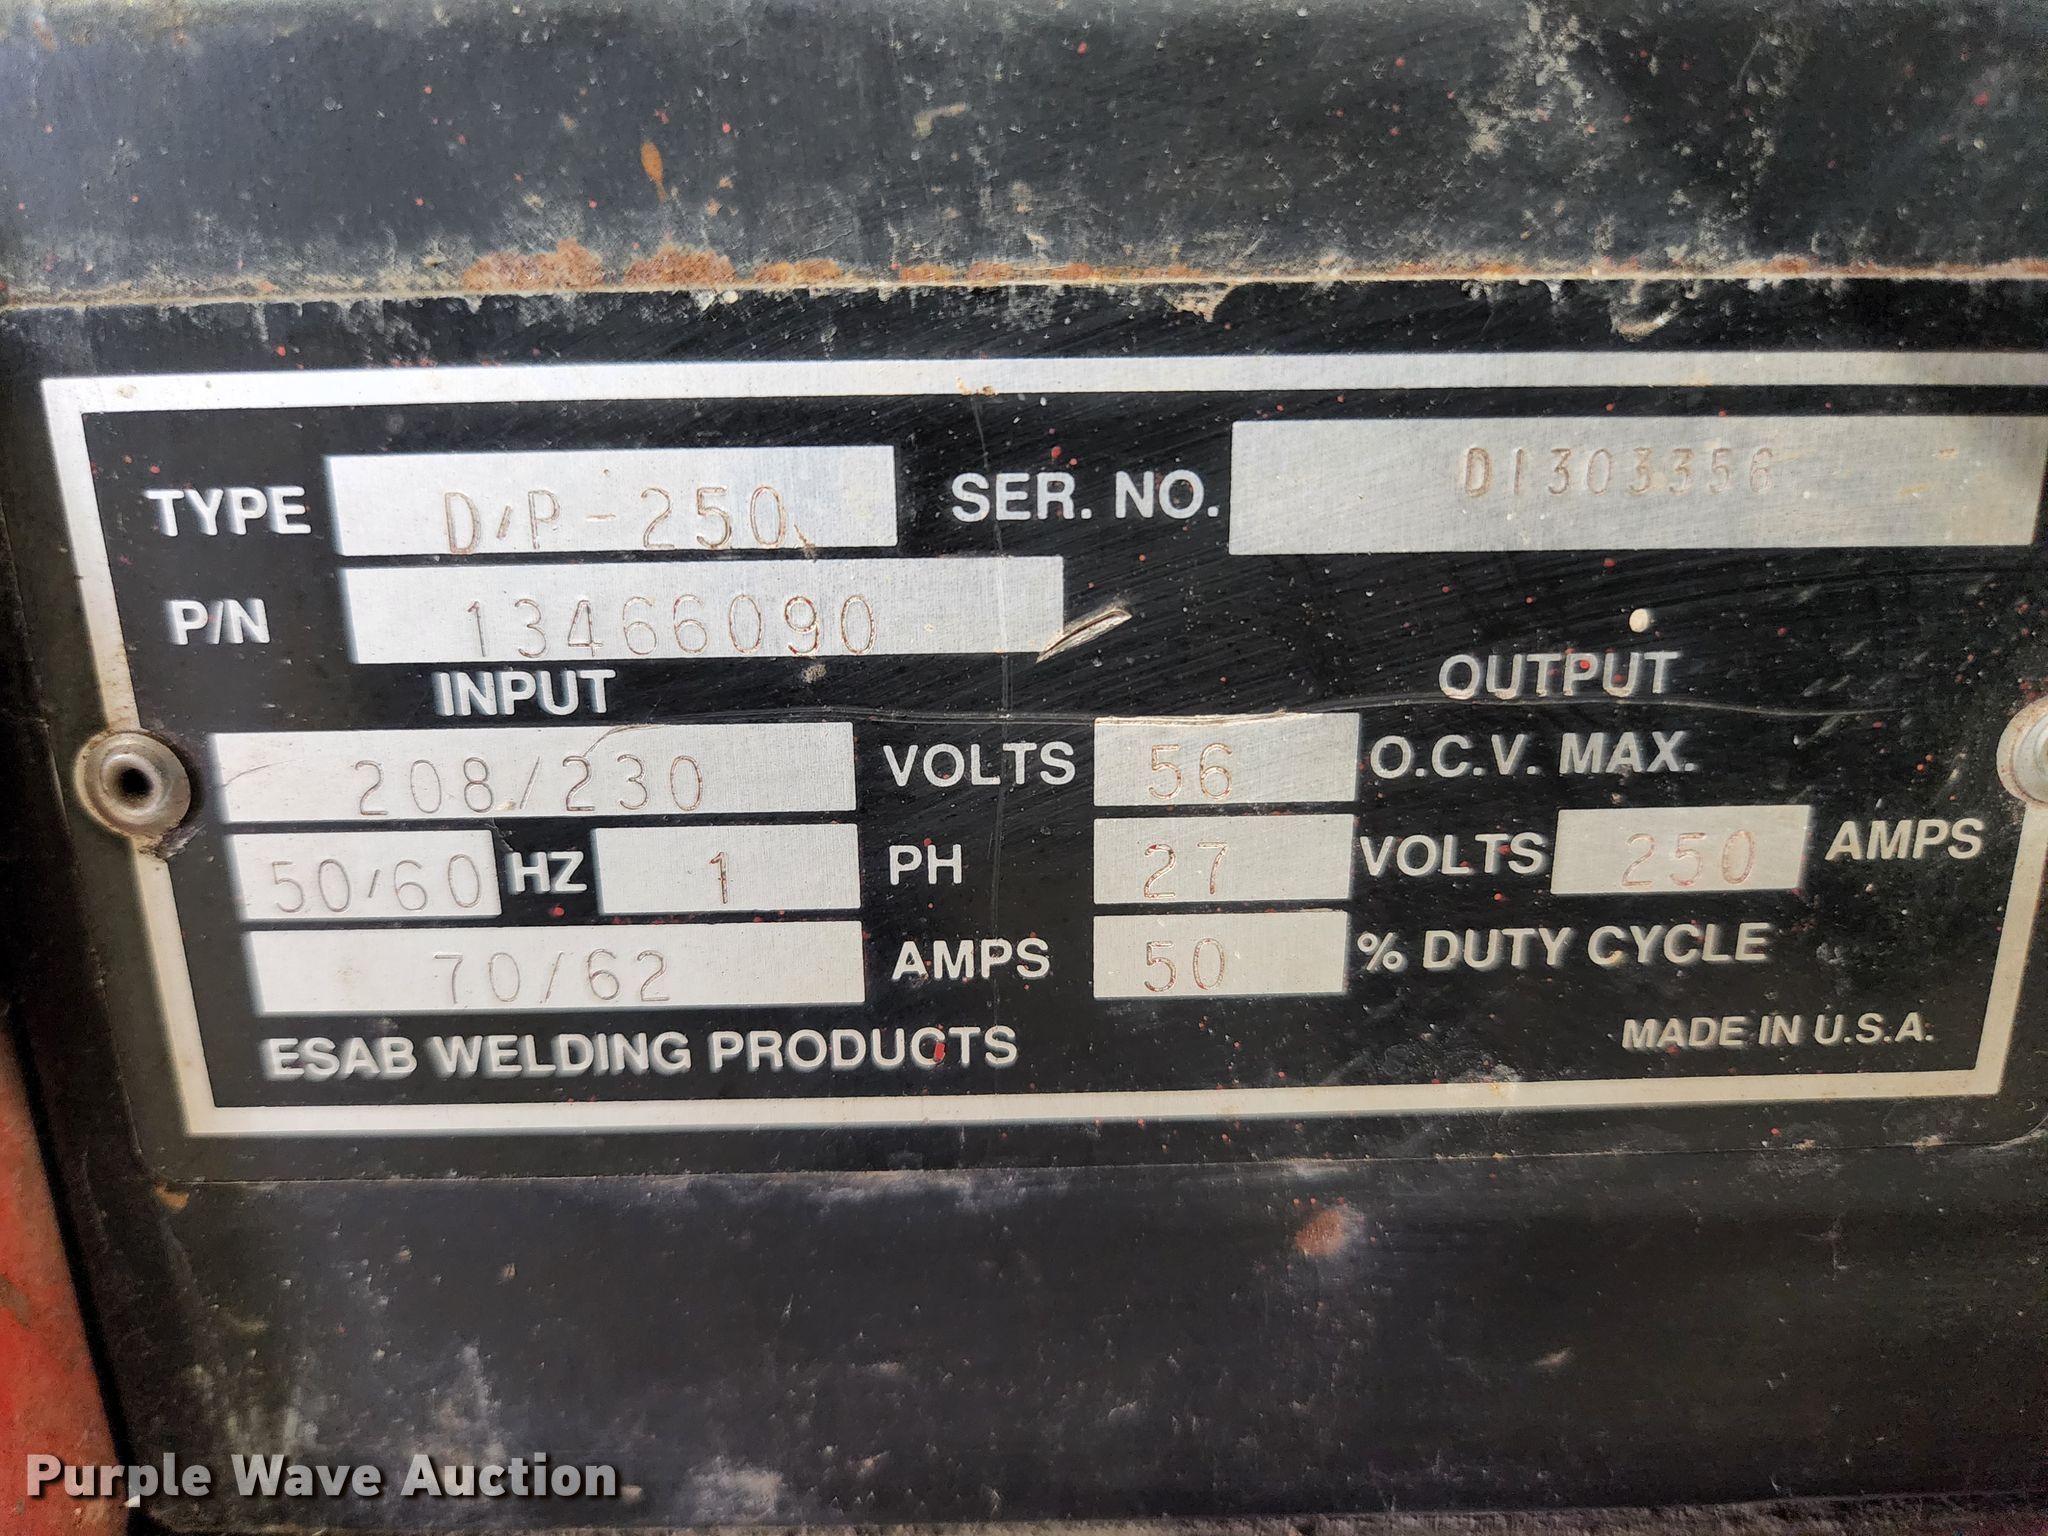 TYPE D/P-250 SER. NO. DI303356
P/N 13466090
INPUT OUTPUT
208/230 VOLTS 56 O.C.V. MAX.
50/60 HZ 1 PH 27 VOLTS 250 AMPS
70/62 AMPS 50 % DUTY CYCLE
ESAB WELDING PRODUCTS MADE IN U.S.A.
Purple Wave Auction